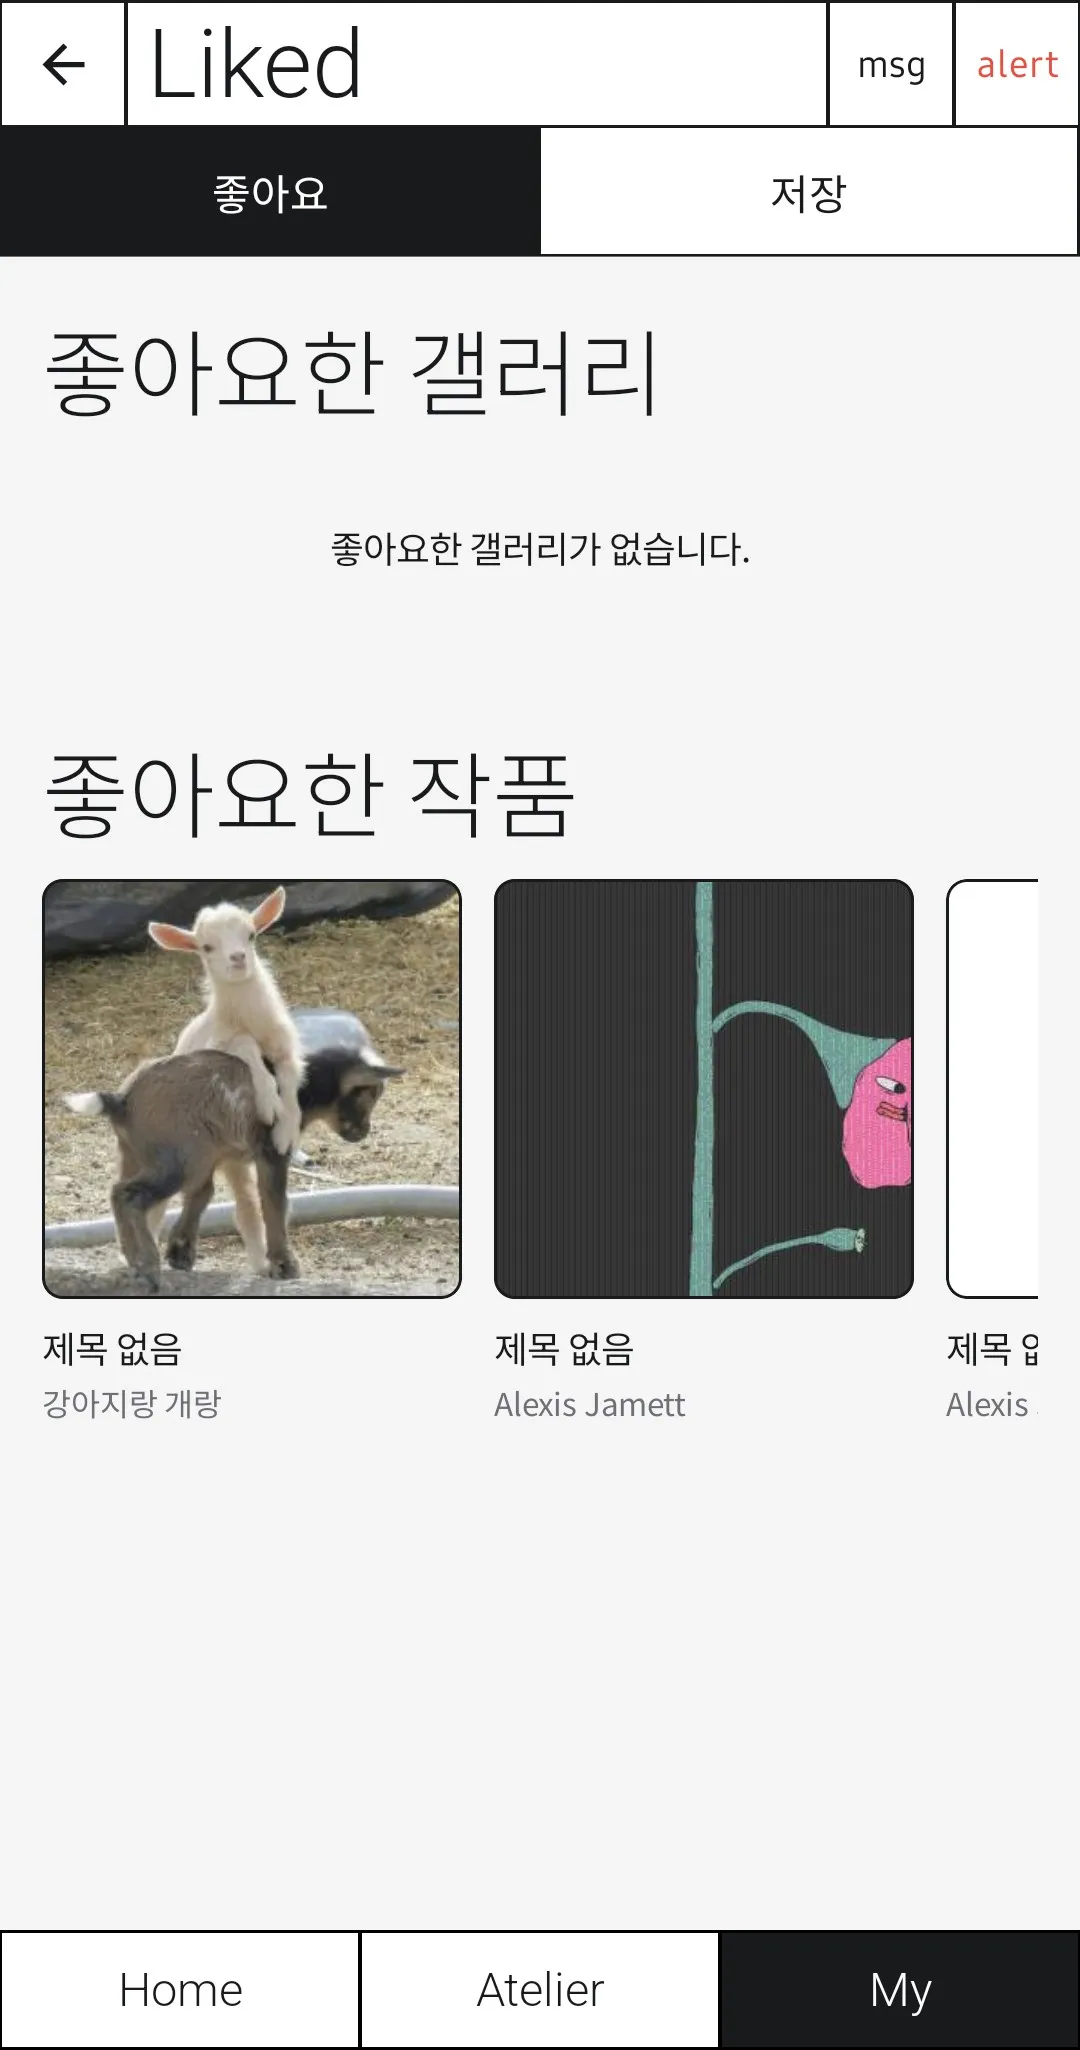 Liked
msg
alert
좋아요
저장
좋아요한 갤러리
좋아요한 갤러리가 없습니다.
좋아요한 작품
제목 없음
제목 없음
제목
강아지랑 개랑
Alexis Jamett
Alexis
Home
Atelier
My